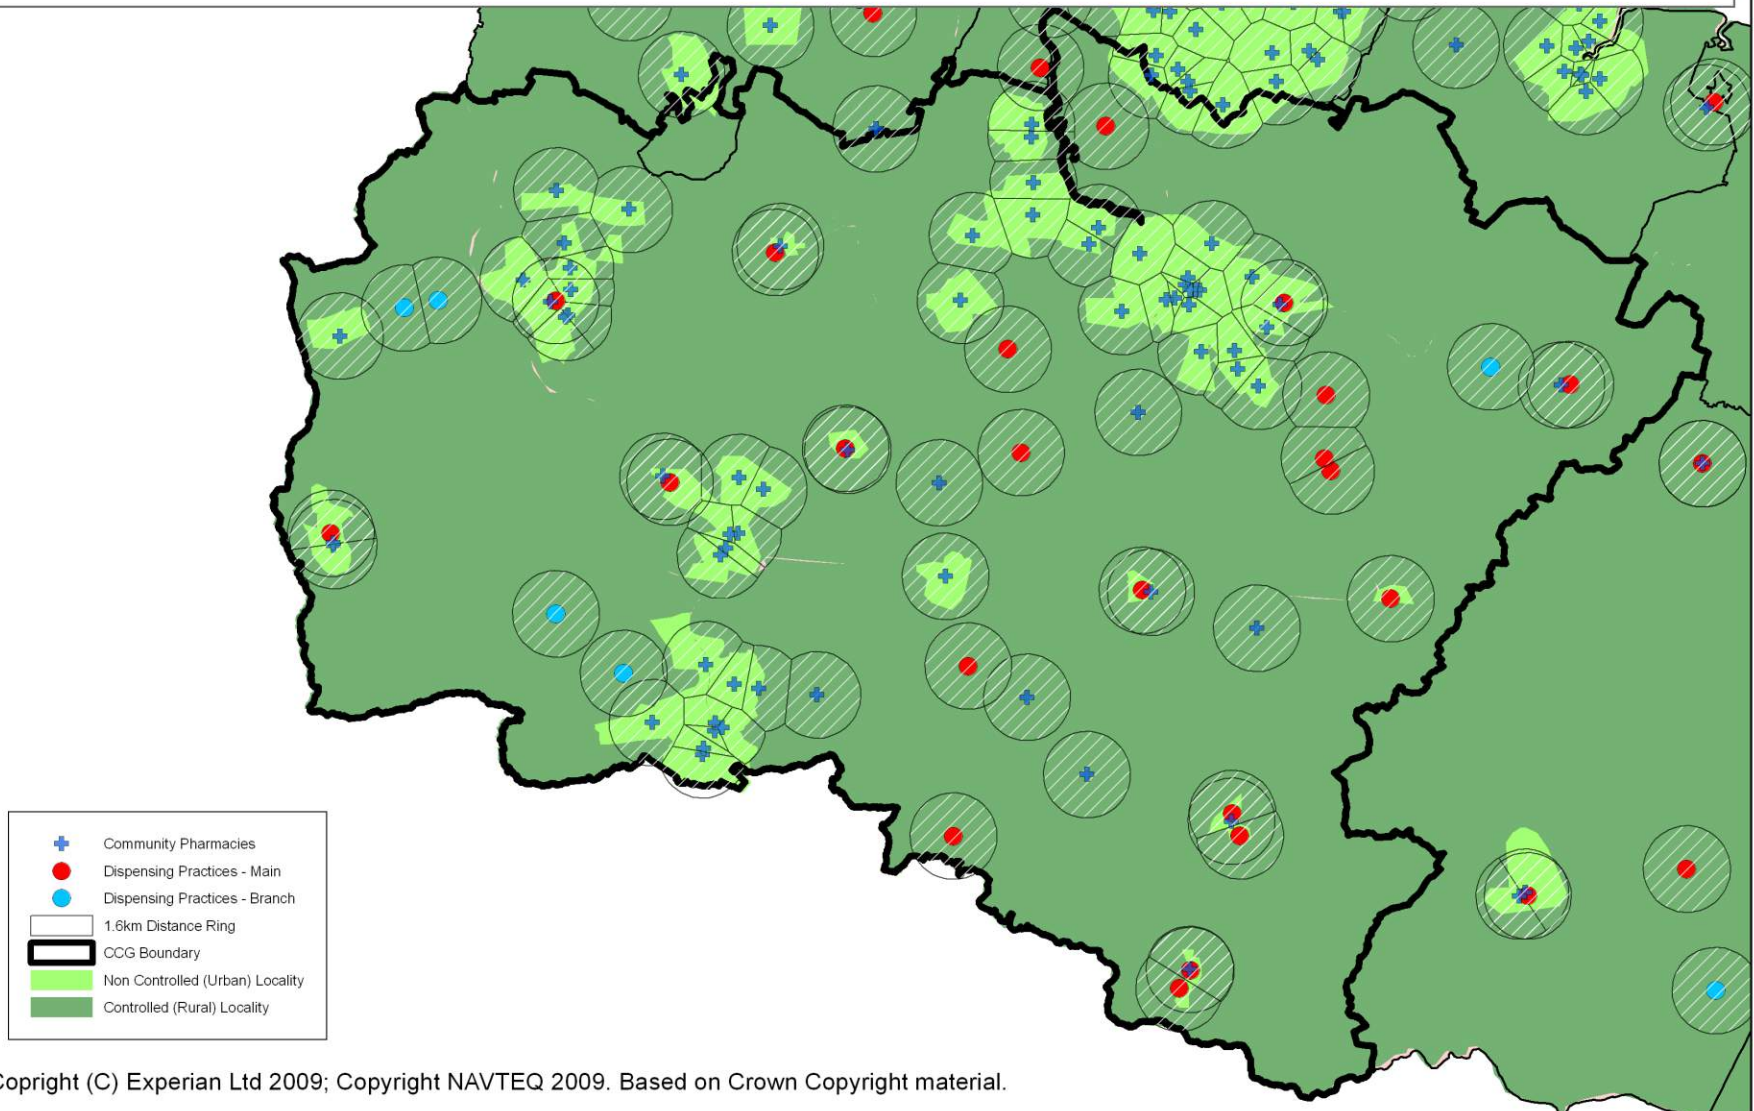 Community Pharmacies
Dispensing Practices - Main
Dispensing Practices - Branch
1.6km Distance Ring
CCG Boundary
Non Controlled (Urban) Locality
Controlled (Rural) Locality
Copright (C) Experian Ltd 2009; Copyright NAVTEQ 2009. Based on Crown Copyright material.